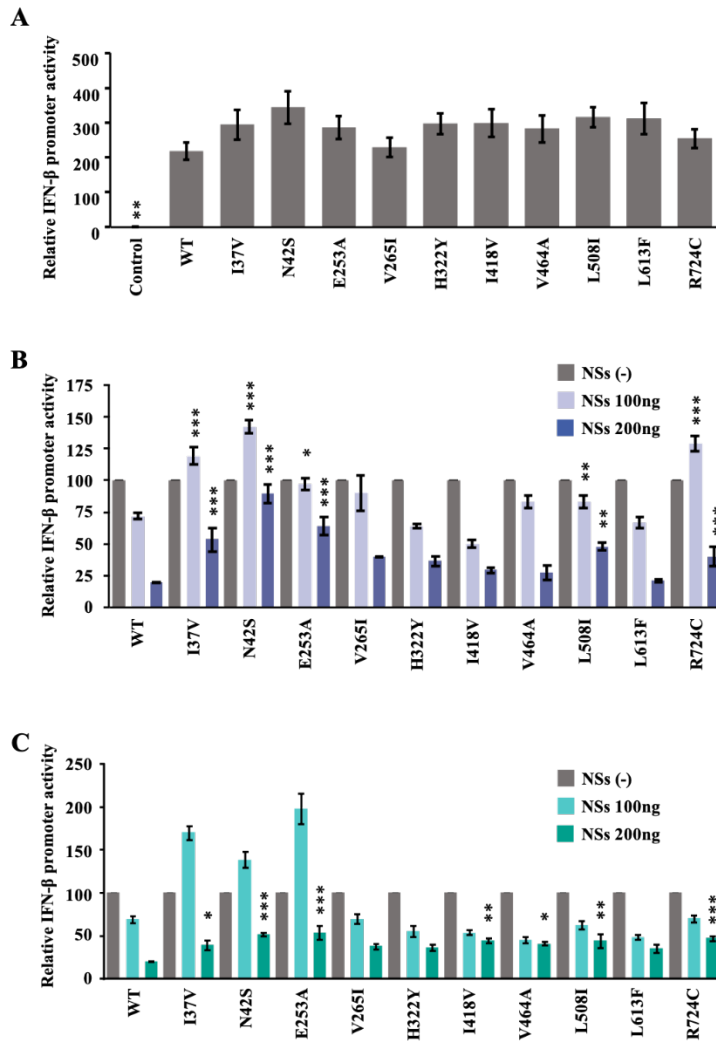 A
Relative IFN-β promoter activity
500
400
300
200
100
0
**
Control
WT
I37V
N42S
E253A
V265I
H322Y
I418V
V464A
L508I
L613F
R724C
B
Relative IFN-β promoter activity
175
150
125
100
75
50
25
0
NSs (-)
NSs 100ng
NSs 200ng
***
***
***
***
*
***
**
**
***
***
WT
I37V
N42S
E253A
V265I
H322Y
I418V
V464A
L508I
L613F
R724C
C
Relative IFN-β promoter activity
250
200
150
100
50
0
NSs (-)
NSs 100ng
NSs 200ng
*
***
***
**
*
**
***
WT
I37V
N42S
E253A
V265I
H322Y
I418V
V464A
L508I
L613F
R724C